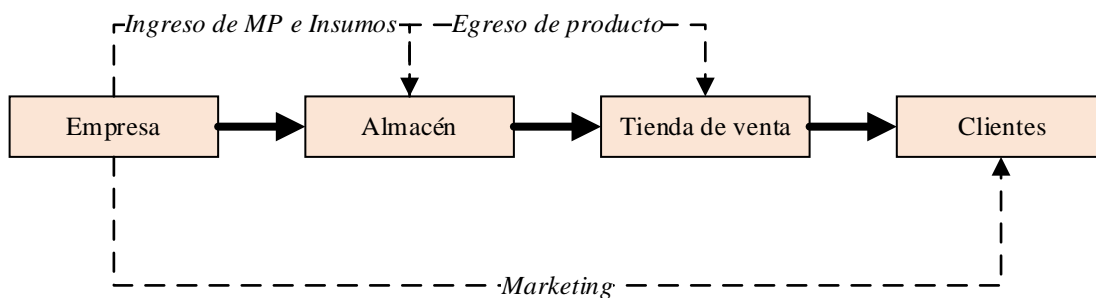 Ingreso de MP e Insumos
Egreso de producto
Empresa
Almacén
Tienda de venta
Clientes
Marketing